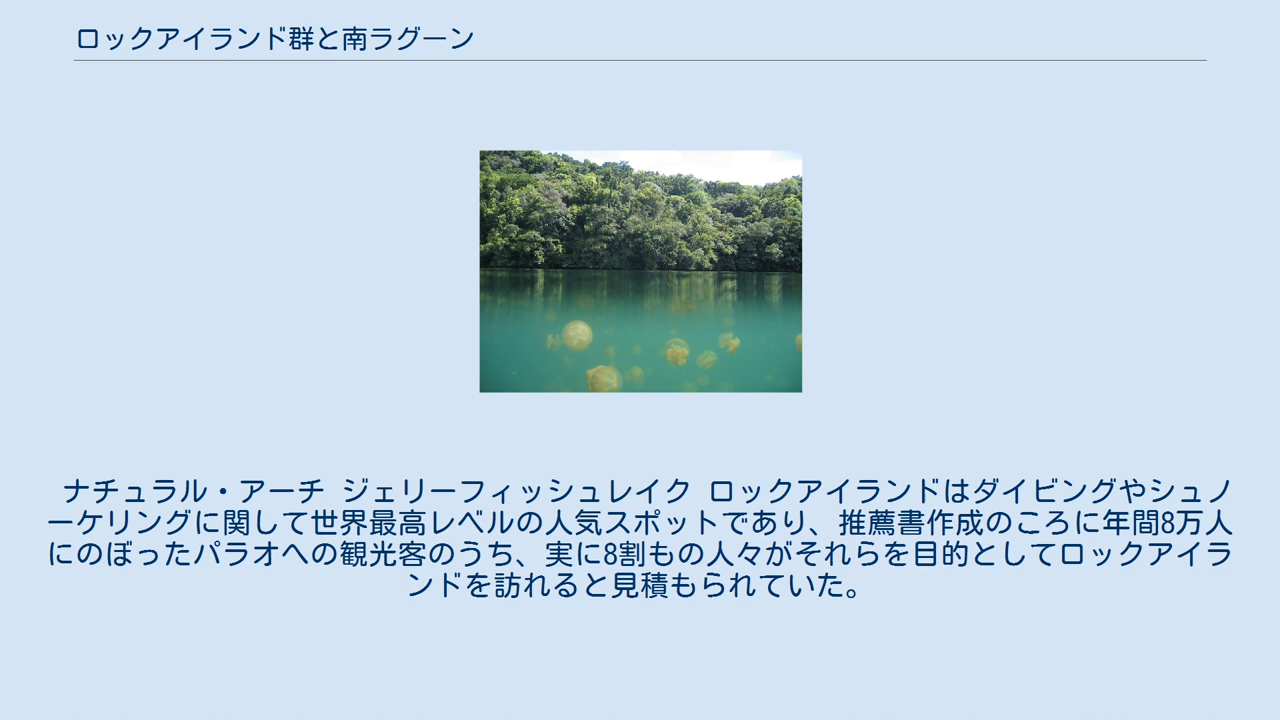 ロックアイランド群と南ラグーン
ナチュラル・アーチ ジェリーフィッシュレイク ロックアイランドはダイビングやシュノ
ーケリングに関して世界最高レベルの人気スポットであり、推薦書作成のころに年間8万人
にのぼったパラオへの観光客のうち、実に8割もの人々がそれらを目的としてロックアイラ
ンドを訪れると見積もられていた。